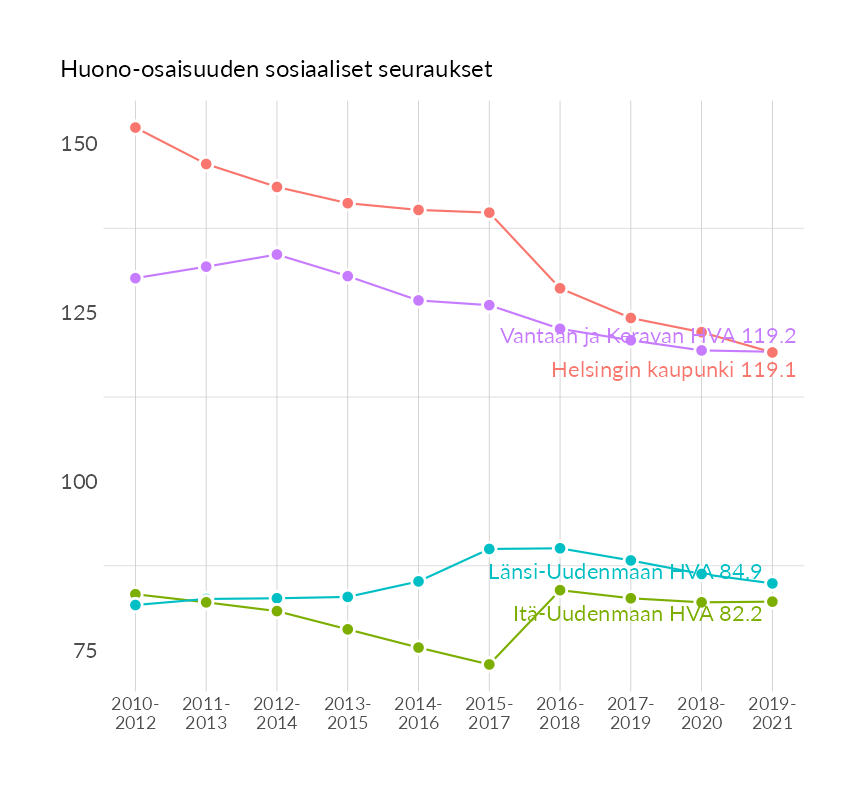 Huono-osaisuuden sosiaaliset seuraukset
150
125
Vantaan ja Keravan HVA 119.2
Helsingin kaupunki 119.1
100
Länsi-Uudenmaan HVA 84.9
Itä-Uudenmaan HVA 82.2
75
2010- 2011- 2012- 2013- 2014- 2015- 2016- 2017- 2018- 2019-
2012 2013 2014 2015 2016 2017 2018 2019 2020 2021